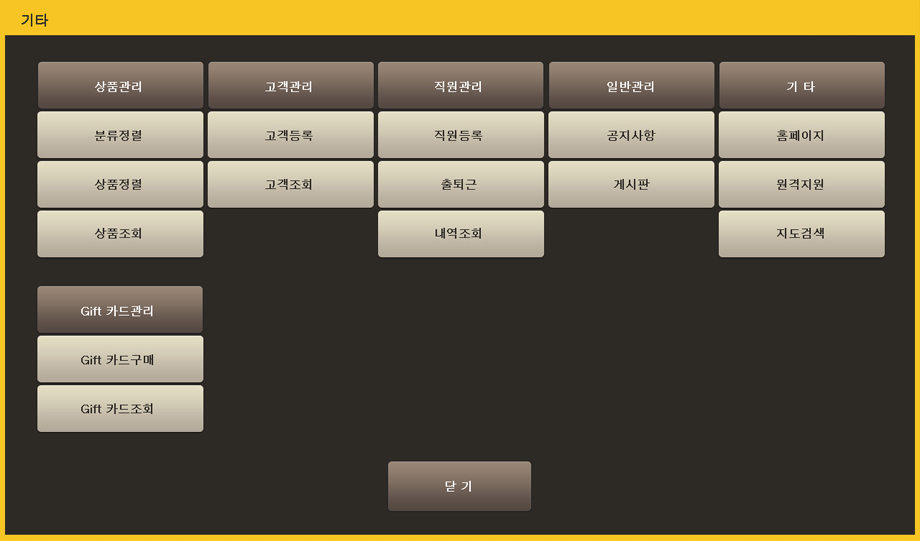 기타
상품관리 고객관리 직원관리 일반관리 기 타
분류정렬 고객등록 직원등록 공지사항 홈페이지
상품정렬 고객조회 출퇴근 게시판 원격지원
상품조회 내역조회 지도검색
Gift 카드관리
Gift 카드구매
Gift 카드조회
닫 기